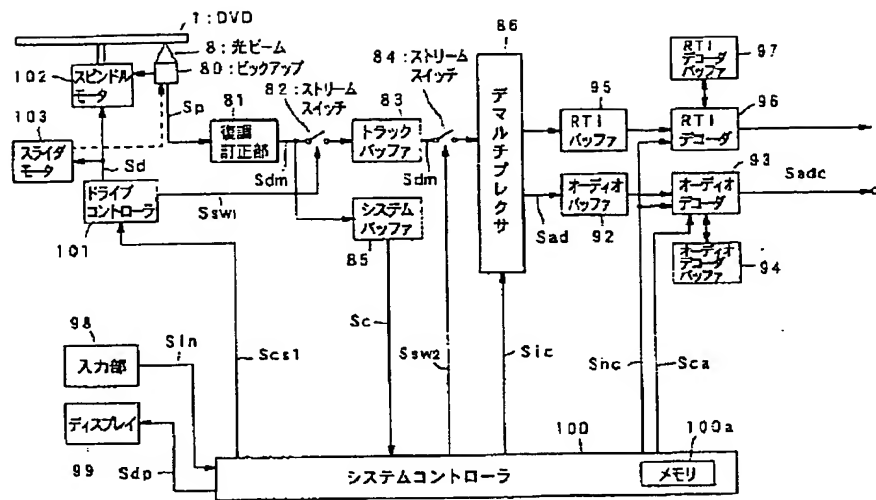 1:DVD
8:光ビーム
80:ピックアップ
102
スピンドル
モータ
103
スライダ
モータ
Sp
Sd
81
復調
訂正部
82:ストリーム
スイッチ
Sdm
83
トラック
バッファ
84:ストリーム
スイッチ
Sdm
86
デマルチプレクサ
95
RTI
バッファ
RTI
デコーダ
バッファ
97
RTI
デコーダ
96
93
オーディオ
デコーダ
Sadc
Sad
オーディオ
バッファ
92
オーディオ
デコーダ
バッファ
94
ドライブ
コントローラ
101
Ssw1
システム
バッファ
85
Sc
Scs1
Ssw2
Sic
Snc
Sca
98
入力部
Sin
ディスプレイ
99
Sdp
100
システムコントローラ
100a
メモリ